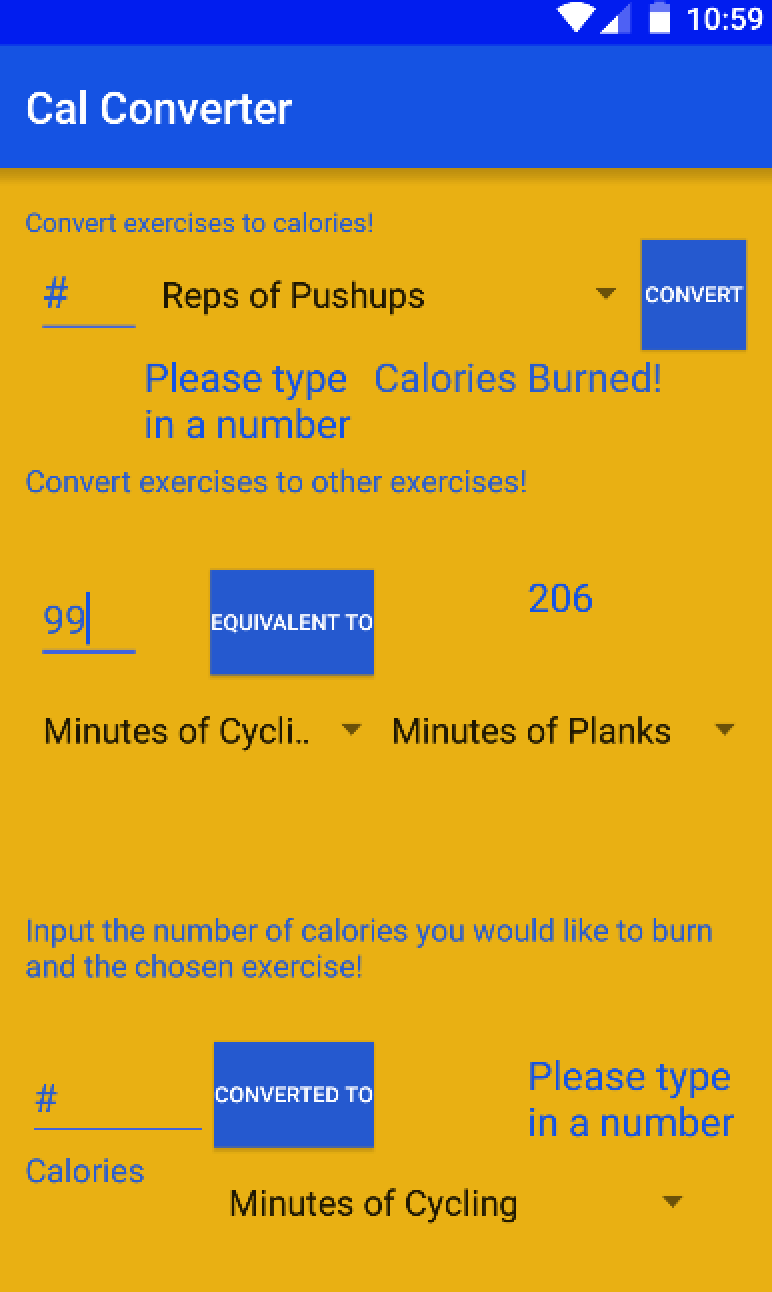 10:59
Cal Converter
Convert exercises to calories!
# Reps of Pushups CONVERT
Please type Calories Burned!
in a number
Convert exercises to other exercises!
99 EQUIVALENT TO 206
Minutes of Cycli.. Minutes of Planks
Input the number of calories you would like to burn
and the chosen exercise!
# CONVERTED TO Please type
in a number
Calories
Minutes of Cycling